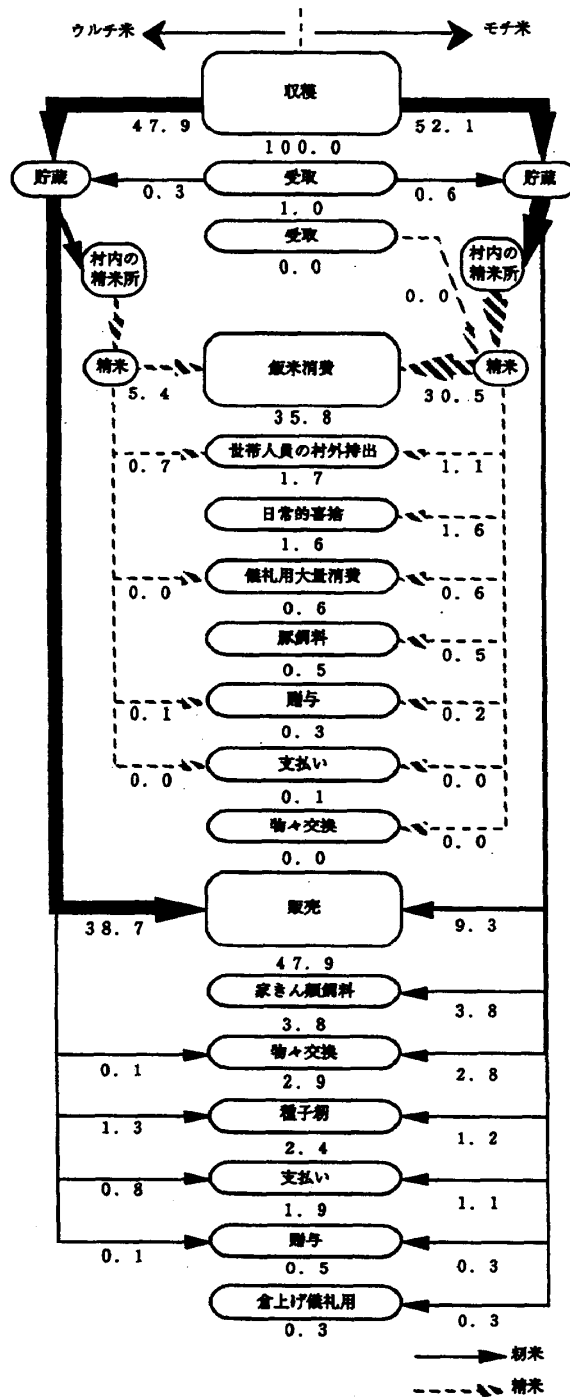 ウルチ米 モチ米
収穫
47.9 52.1
100.0
貯蔵 受取 貯蔵
0.3 0.6
1.0
受取
0.0
0.0
村内の精米所 村内の精米所
精米 飯米消費 精米
5.4 30.5
35.8
世帯人員の村外持出
0.7 1.1
1.7
日常的喜捨
1.6
1.6
儀礼用大量消費
0.0 0.6
0.6
豚飼料
0.5
0.5
贈与
0.1 0.2
0.3
支払い
0.0 0.0
0.1
物々交換
0.0
0.0
販売
38.7 9.3
47.9
家きん類飼料
3.8
3.8
物々交換
0.1 2.8
2.9
種子籾
1.3 1.2
2.4
支払い
0.8 1.1
1.9
贈与
0.1 0.3
0.5
倉上げ儀礼用
0.3
0.3
籾米
精米